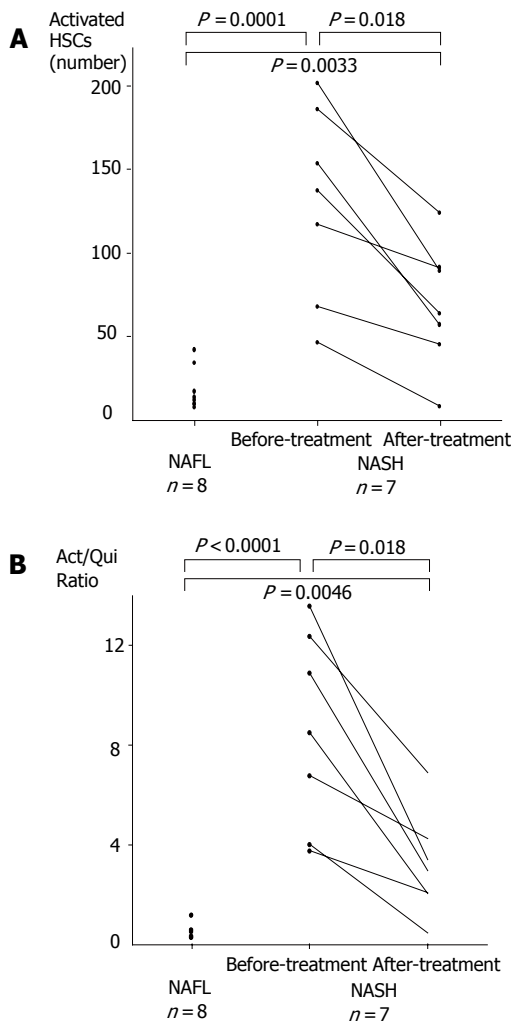 A
Activated
HSCs
(number)
P = 0.0001
P = 0.018
P = 0.0033
200
150
100
50
0
Before-treatment After-treatment
NAFL
NASH
n = 8
n = 7
B
Act/Qui
Ratio
P < 0.0001
P = 0.018
P = 0.0046
12
8
4
0
Before-treatment After-treatment
NAFL
NASH
n = 8
n = 7